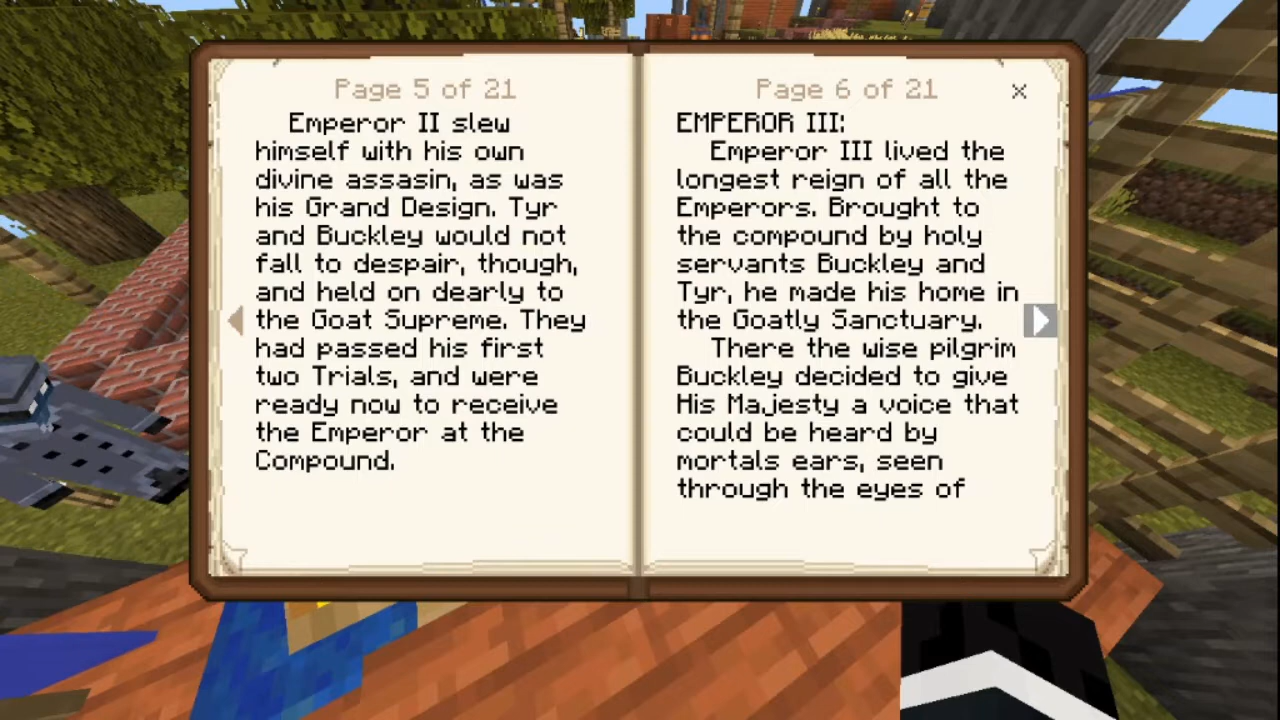 Page 5 of 21
Emperor II slew
himself with his own
divine assasin, as was
his Grand Design. Tyr
and Buckley would not
fall to despair, though,
and held on dearly to
the Goat Supreme. They
had passed his first
two Trials, and were
ready now to receive
the Emperor at the
Compound.
Page 6 of 21
EMPEROR III:
Emperor III lived the
longest reign of all the
Emperors. Brought to
the compound by holy
servants Buckley and
Tyr, he made his home in
the Goatly Sanctuary.
There the wise pilgrim
Buckley decided to give
His Majesty a voice that
could be heard by
mortals ears, seen
through the eyes of